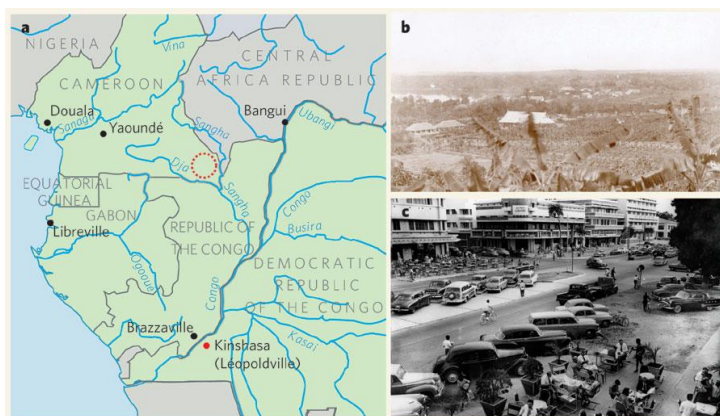 a
NIGERIA
Vina
CENTRAL
AFRICA REPUBLIC
CAMEROON
Douala
Sanaga
Yaoundé
Sangha
Bangui
Ubangi
Dja
Sangha
EQUATORIAL
GUINEA
GABON
Libreville
Ogooué
REPUBLIC OF
THE CONGO
Congo
Busira
DEMOCRATIC
REPUBLIC
OF THE CONGO
Congo
Brazzaville
Kinshasa
(Léopoldville)
Kasai
b
c